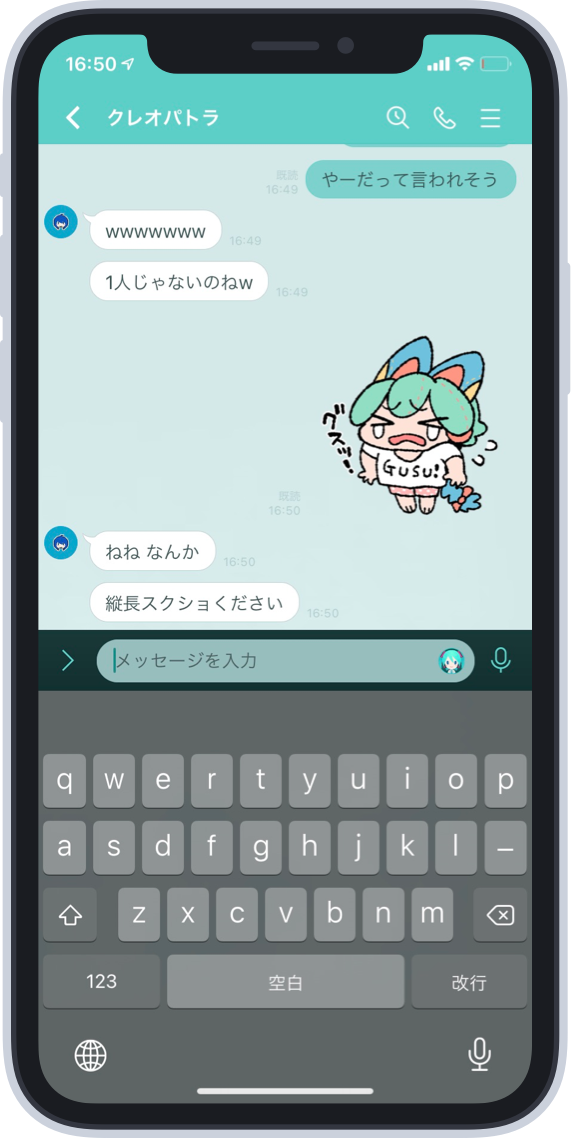 16:50
クレオパトラ
やーだって言われそう
既読
16:49
wwwwwww
16:49
1人じゃないのねw
16:49
グスッ!
GUSU!
既読
16:50
ねね なんか
16:50
縦長スクショください
16:50
メッセージを入力
q w e r t y u i o p
a s d f g h j k l ー
z x c v b n m
123 空白 改行